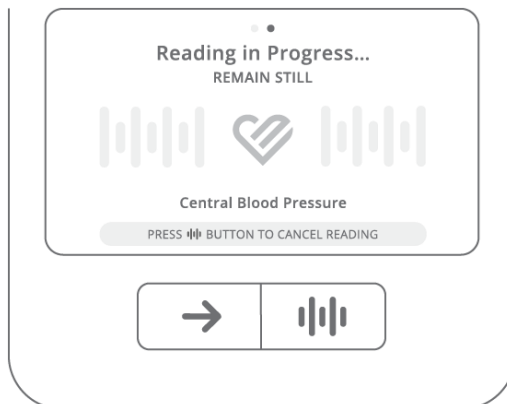 Reading in Progress...
REMAIN STILL
Central Blood Pressure
PRESS BUTTON TO CANCEL READING